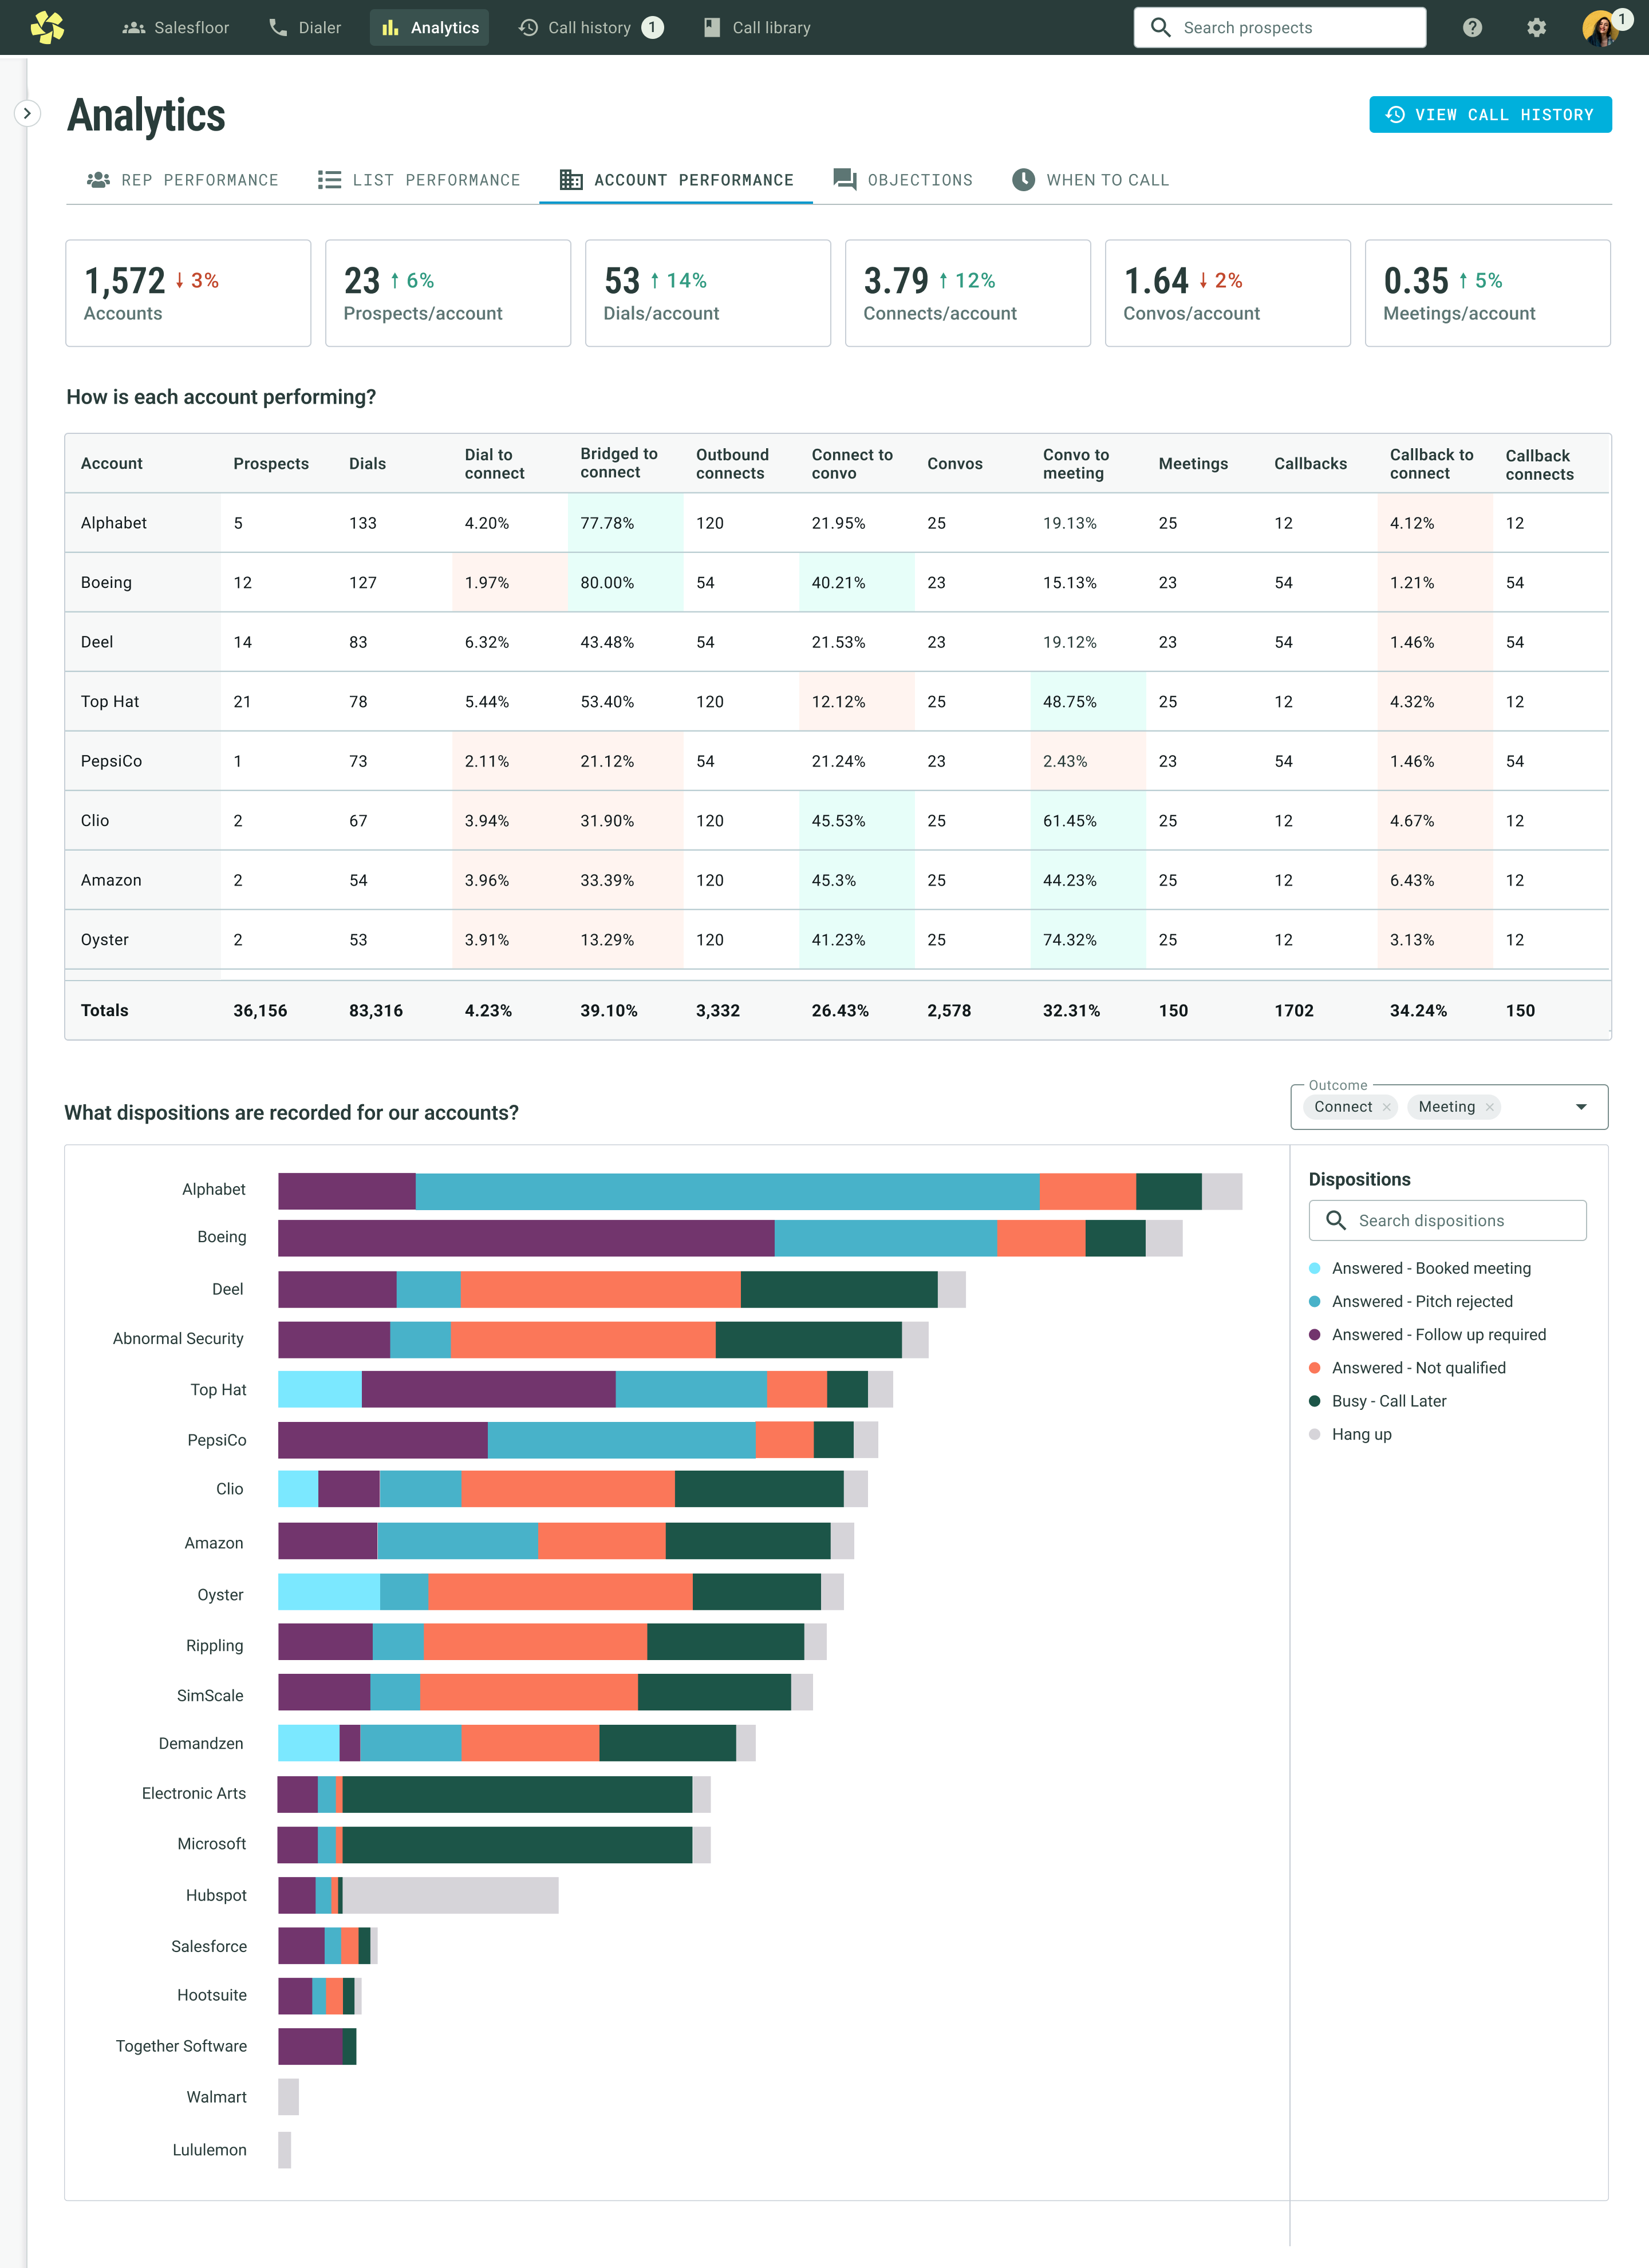 Salesfloor Dialer Analytics Call history 1 Call library Search prospects 1
Analytics
VIEW CALL HISTORY
REP PERFORMANCE LIST PERFORMANCE ACCOUNT PERFORMANCE OBJECTIONS WHEN TO CALL
1,572 ↓ 3%
Accounts
23 ↑ 6%
Prospects/account
53 ↑ 14%
Dials/account
3.79 ↑ 12%
Connects/account
1.64 ↓ 2%
Convos/account
0.35 ↑ 5%
Meetings/account
How is each account performing?
Account Prospects Dials Dial to connect Bridged to connect Outbound connects Connect to convo Convos Convo to meeting Meetings Callbacks Callback to connect Callback connects
Alphabet 5 133 4.20% 77.78% 120 21.95% 25 19.13% 25 12 4.12% 12
Boeing 12 127 1.97% 80.00% 54 40.21% 23 15.13% 23 54 1.21% 54
Deel 14 83 6.32% 43.48% 54 21.53% 23 19.12% 23 54 1.46% 54
Top Hat 21 78 5.44% 53.40% 120 12.12% 25 48.75% 25 12 4.32% 12
PepsiCo 1 73 2.11% 21.12% 54 21.24% 23 2.43% 23 54 1.46% 54
Clio 2 67 3.94% 31.90% 120 45.53% 25 61.45% 25 12 4.67% 12
Amazon 2 54 3.96% 33.39% 120 45.3% 25 44.23% 25 12 6.43% 12
Oyster 2 53 3.91% 13.29% 120 41.23% 25 74.32% 25 12 3.13% 12
Totals 36,156 83,316 4.23% 39.10% 3,332 26.43% 2,578 32.31% 150 1702 34.24% 150
What dispositions are recorded for our accounts?
Outcome
Connect × Meeting ×
Alphabet
Boeing
Deel
Abnormal Security
Top Hat
PepsiCo
Clio
Amazon
Oyster
Rippling
SimScale
Demandzen
Electronic Arts
Microsoft
Hubspot
Salesforce
Hootsuite
Together Software
Walmart
Lululemon
Dispositions
Search dispositions
Answered - Booked meeting
Answered - Pitch rejected
Answered - Follow up required
Answered - Not qualified
Busy - Call Later
Hang up